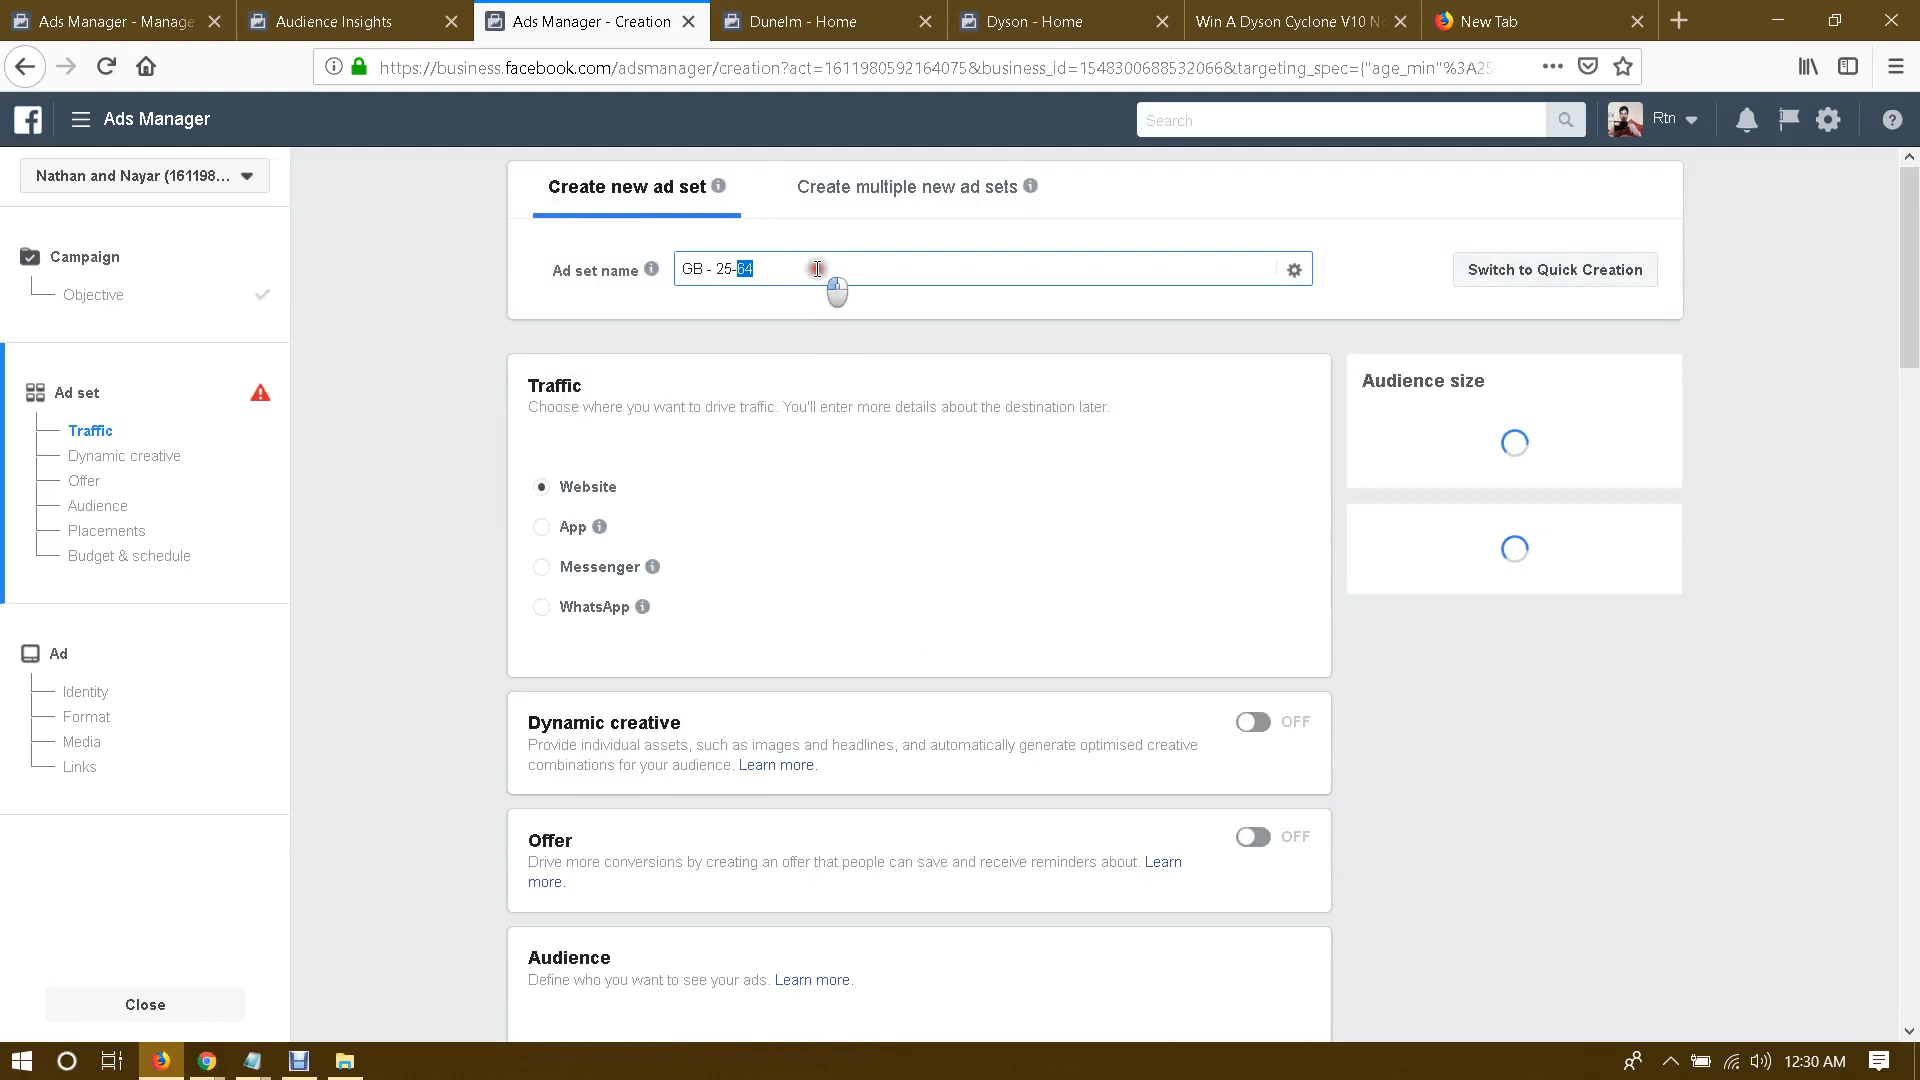 Ads Manager - Manage
Audience Insights
Ads Manager - Creation
Dunelm - Home
Dyson - Home
Win A Dyson Cyclone V10 No
New Tab
https://business.facebook.com/adsmanager/creation?act=1611980592164075&business_id=1548300688532066&targeting_spec={"age_min"%3A25
Ads Manager
Search
Rtn
Nathan and Nayar (161198...
Campaign
Objective
Ad set
Traffic
Dynamic creative
Offer
Audience
Placements
Budget & schedule
Ad
Identity
Format
Media
Links
Close
Create new ad set
Create multiple new ad sets
Ad set name
GB - 25-64
Switch to Quick Creation
Traffic
Choose where you want to drive traffic. You'll enter more details about the destination later.
Website
App
Messenger
WhatsApp
Audience size
Dynamic creative
OFF
Provide individual assets, such as images and headlines, and automatically generate optimised creative
combinations for your audience. Learn more.
Offer
OFF
Drive more conversions by creating an offer that people can save and receive reminders about. Learn
more.
Audience
Define who you want to see your ads. Learn more.
12:30 AM